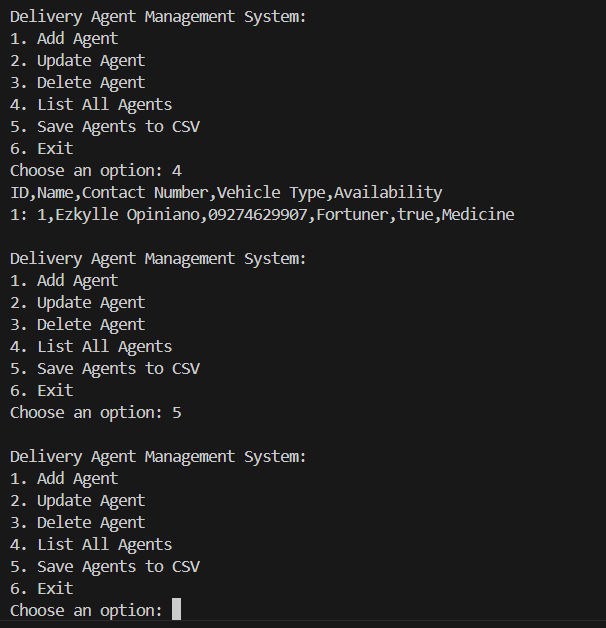 Delivery Agent Management System:
1. Add Agent
2. Update Agent
3. Delete Agent
4. List All Agents
5. Save Agents to CSV
6. Exit
Choose an option: 4
ID,Name,Contact Number,Vehicle Type,Availability
1: 1,Ezkylle Opiniano,09274629907,Fortuner,true,Medicine
Delivery Agent Management System:
1. Add Agent
2. Update Agent
3. Delete Agent
4. List All Agents
5. Save Agents to CSV
6. Exit
Choose an option: 5
Delivery Agent Management System:
1. Add Agent
2. Update Agent
3. Delete Agent
4. List All Agents
5. Save Agents to CSV
6. Exit
Choose an option: